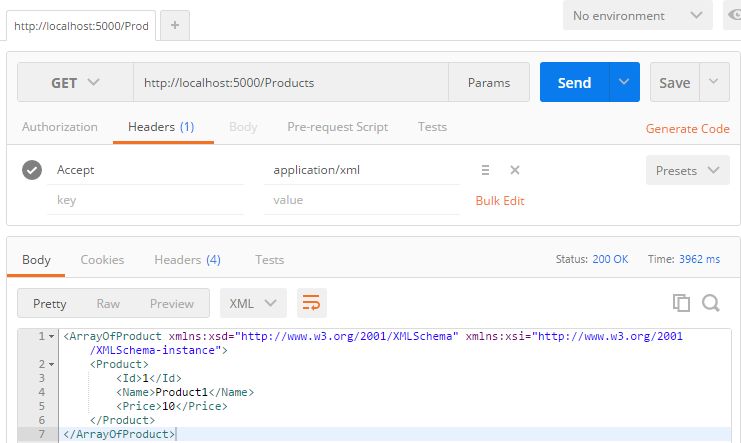 http://localhost:5000/Prod +
No environment
GET http://localhost:5000/Products Params Send Save
Authorization Headers (1) Body Pre-request Script Tests Generate Code
Accept application/xml Presets
key value Bulk Edit
Body Cookies Headers (4) Tests Status: 200 OK Time: 3962 ms
Pretty Raw Preview XML
1 <ArrayOfProduct xmlns:xsd="http://www.w3.org/2001/XMLSchema" xmlns:xsi="http://www.w3.org/2001
/XMLSchema-instance">
2 <Product>
3 <Id>1</Id>
4 <Name>Product1</Name>
5 <Price>10</Price>
6 </Product>
7 </ArrayOfProduct>